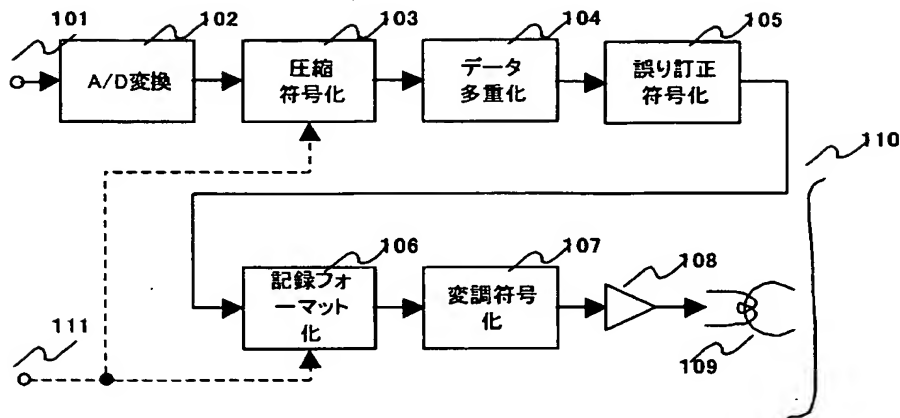 101
102
103
104
105
A/D変換
圧縮
符号化
データ
多重化
誤り訂正
符号化
110
106
107
108
記録フォ
ーマット
化
変調符号
化
111
109